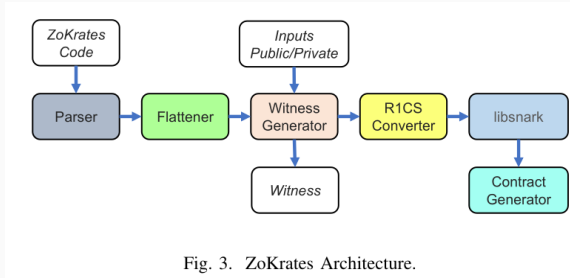 ZoKrates
Code
Inputs
Public/Private
Parser
Flattener
Witness
Generator
R1CS
Converter
libsnark
Witness
Contract
Generator
Fig. 3. ZoKrates Architecture.